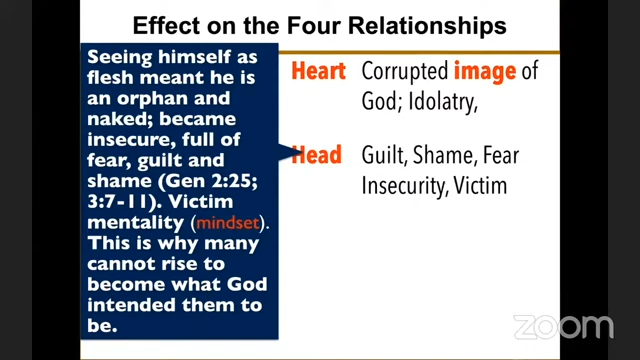 Effect on the Four Relationships
Seeing himself as
flesh meant he is
an orphan and
naked; became
insecure, full of
fear, guilt and
shame (Gen 2:25;
3:7-11). Victim
mentality (mindset).
This is why many
cannot rise to
become what God
intended them to
be.
Heart Corrupted image of
God; Idolatry,
Head Guilt, Shame, Fear
Insecurity, Victim
zoom